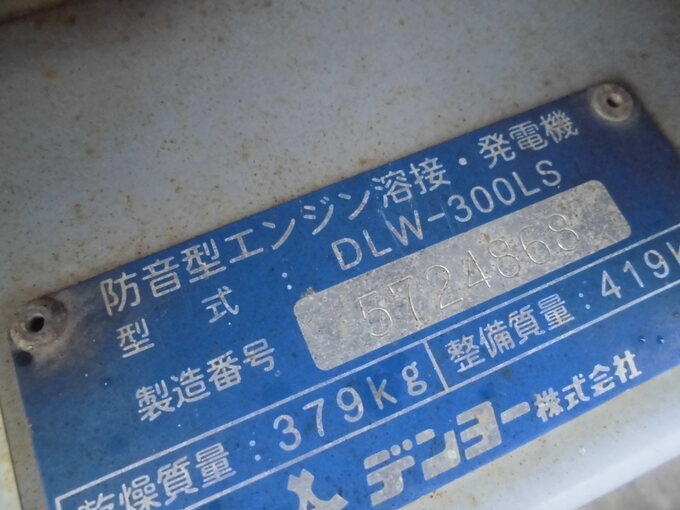 防音型エンジン溶接・発電機
型式: DLW-300LS
製造番号 5724868
乾燥質量:379kg 整備質量:419k
デンヨー株式会社